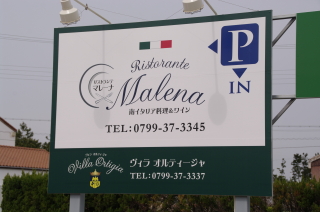 Ristorante
Malena
リストランテ
マレーナ
南イタリア料理&ワイン
TEL:0799-37-3345
P
IN
Villa Ortigia
ヴィラ オルティージャ
TEL:0799-37-3337